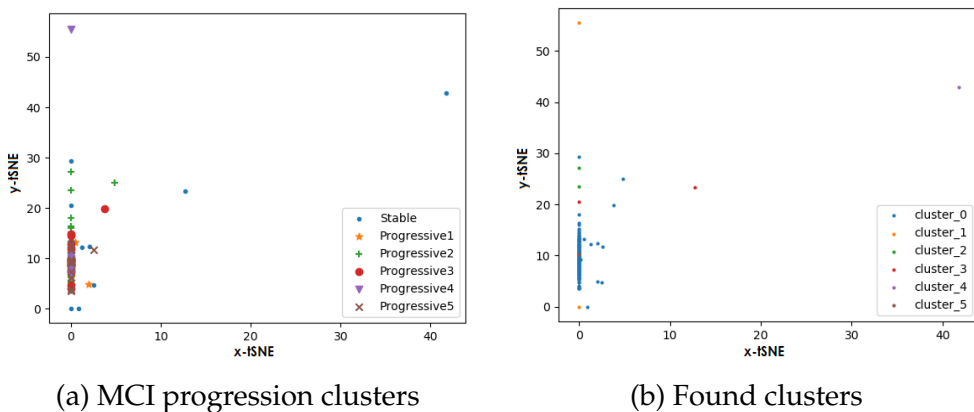 50
40
30
20
10
0
y-tSNE
0
10
20
30
40
x-tSNE
Stable
Progressive1
Progressive2
Progressive3
Progressive4
Progressive5
(a) MCI progression clusters
50
40
30
20
10
0
y-tSNE
0
10
20
30
40
x-tSNE
cluster_0
cluster_1
cluster_2
cluster_3
cluster_4
cluster_5
(b) Found clusters